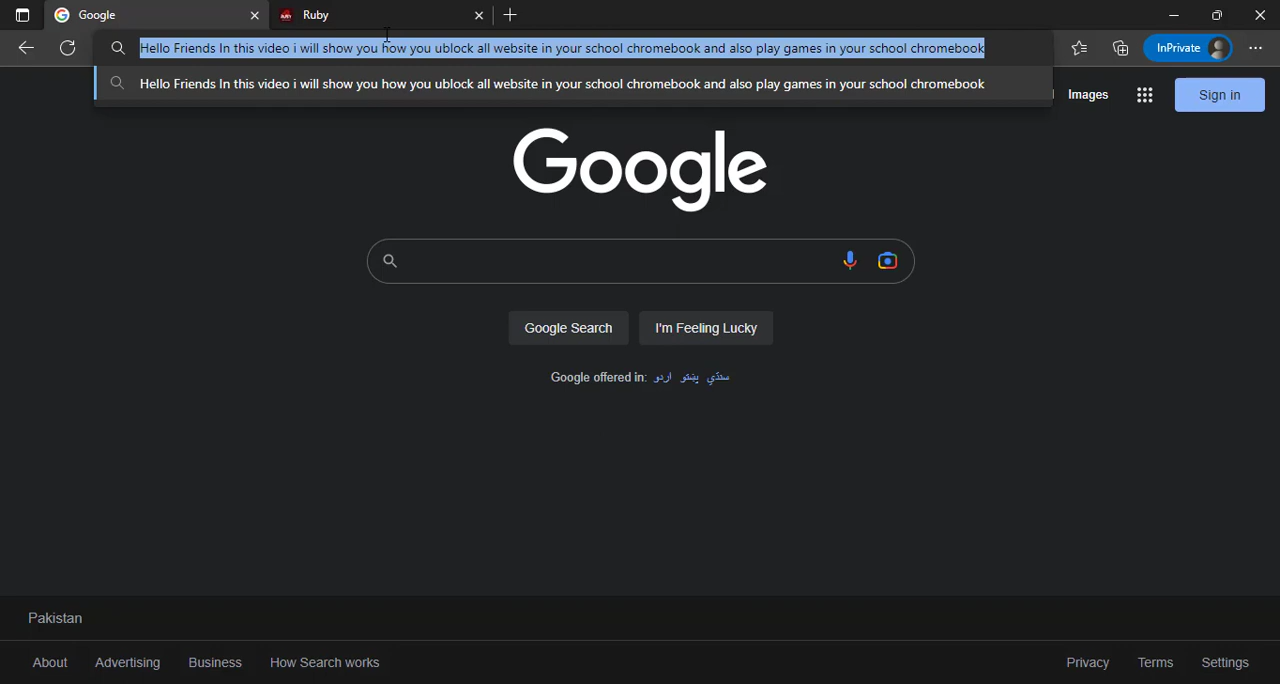 Google
Ruby
Hello Friends In this video i will show you how you ublock all website in your school chromebook and also play games in your school chromebook
InPrivate
Hello Friends In this video i will show you how you ublock all website in your school chromebook and also play games in your school chromebook
Images
Sign in
Google
Google Search
I'm Feeling Lucky
Google offered in: اردو پښتو سنڌي
Pakistan
About
Advertising
Business
How Search works
Privacy
Terms
Settings